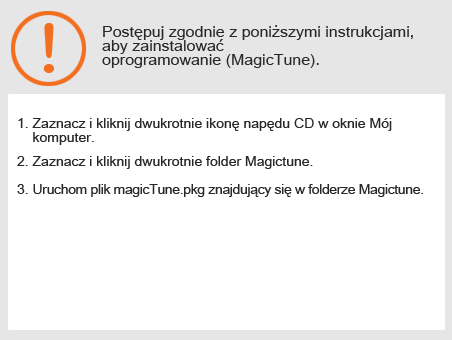 Postępuj zgodnie z poniższymi instrukcjami,
aby zainstalować
oprogramowanie (MagicTune).
1. Zaznacz i kliknij dwukrotnie ikonę napędu CD w oknie Mój
komputer.
2. Zaznacz i kliknij dwukrotnie folder Magictune.
3. Uruchom plik magicTune.pkg znajdujący się w folderze Magictune.